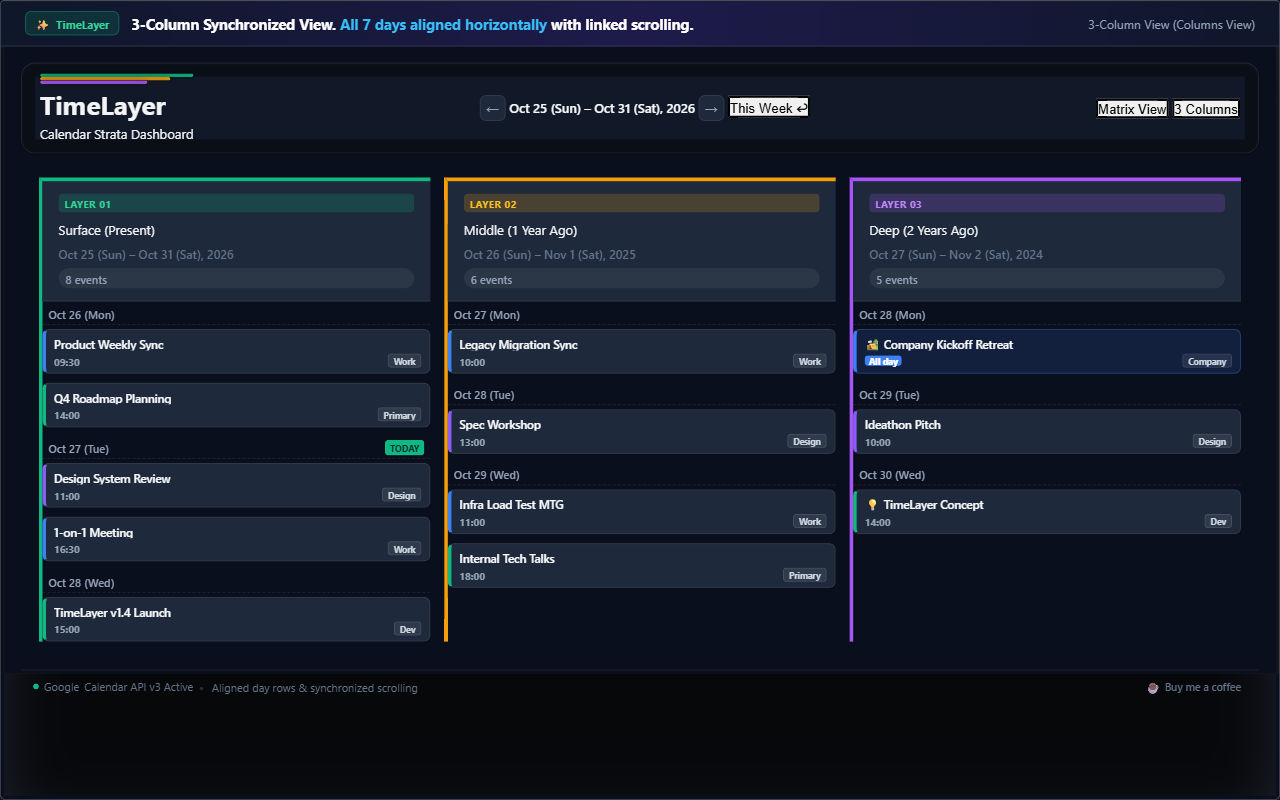 ✨ TimeLayer
3-Column Synchronized View. All 7 days aligned horizontally with linked scrolling.
3-Column View (Columns View)
TimeLayer
Calendar Strata Dashboard
← Oct 25 (Sun) – Oct 31 (Sat), 2026 → This Week ↩
Matrix View 3 Columns
LAYER 01
Surface (Present)
Oct 25 (Sun) – Oct 31 (Sat), 2026
8 events
Oct 26 (Mon)
Product Weekly Sync
09:30 Work
Q4 Roadmap Planning
14:00 Primary
Oct 27 (Tue) TODAY
Design System Review
11:00 Design
1-on-1 Meeting
16:30 Work
Oct 28 (Wed)
TimeLayer v1.4 Launch
15:00 Dev
LAYER 02
Middle (1 Year Ago)
Oct 26 (Sun) – Nov 1 (Sat), 2025
6 events
Oct 27 (Mon)
Legacy Migration Sync
10:00 Work
Oct 28 (Tue)
Spec Workshop
13:00 Design
Oct 29 (Wed)
Infra Load Test MTG
11:00 Work
Internal Tech Talks
18:00 Primary
LAYER 03
Deep (2 Years Ago)
Oct 27 (Sun) – Nov 2 (Sat), 2024
5 events
Oct 28 (Mon)
🏕️ Company Kickoff Retreat
All day Company
Oct 29 (Tue)
Ideathon Pitch
10:00 Design
Oct 30 (Wed)
💡 TimeLayer Concept
14:00 Dev
Google Calendar API v3 Active • Aligned day rows & synchronized scrolling
Buy me a coffee